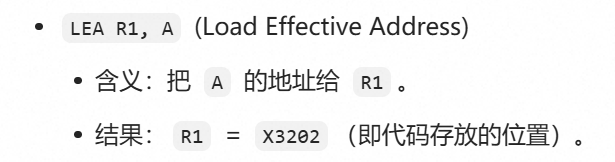 LEA R1, A (Load Effective Address)
含义：把 A 的地址给 R1 。
结果： R1 = X3202 （即代码存放的位置）。